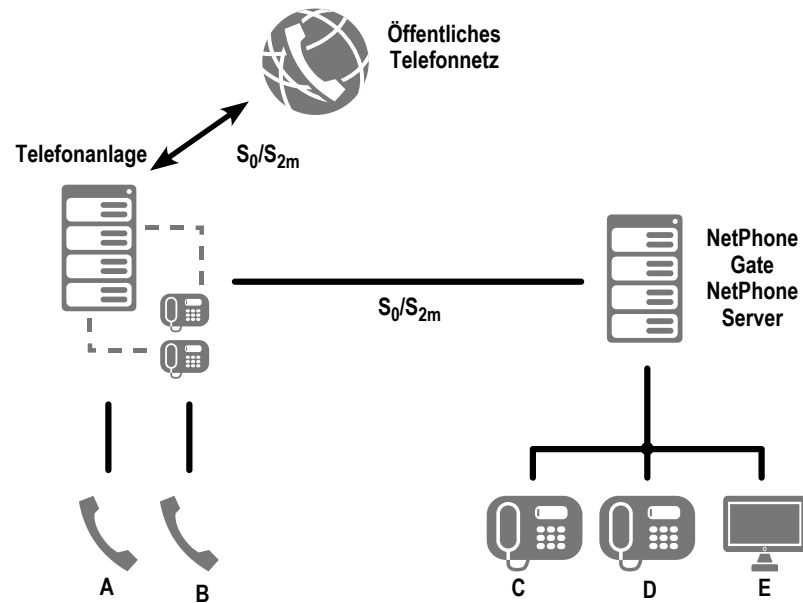 Öffentliches
Telefonnetz
Telefonanlage
S0/S2m
NetPhone
Gate
NetPhone
Server
S0/S2m
A
B
C
D
E